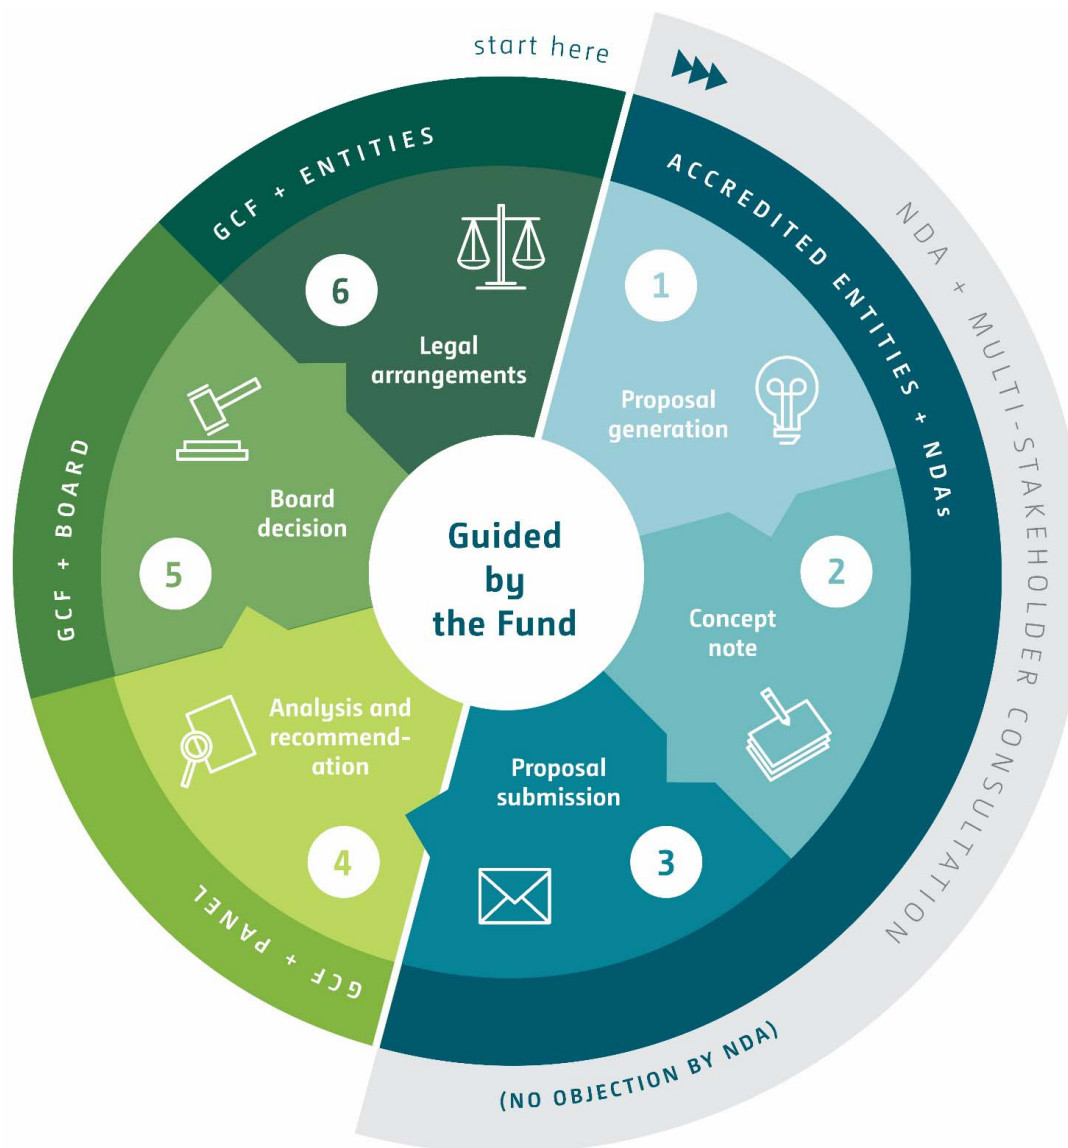 start here
ACCREDITED ENTITIES + NDAs
NDA + MULTI-STAKEHOLDER CONSULTATION
(NO OBJECTION BY NDA)
1
Proposal
generation
2
Concept
note
3
Proposal
submission
GCF + PANEL
4
Analysis and
recommend-
ation
GCF + BOARD
5
Board
decision
GCF + ENTITIES
6
Legal
arrangements
Guided
by
the Fund